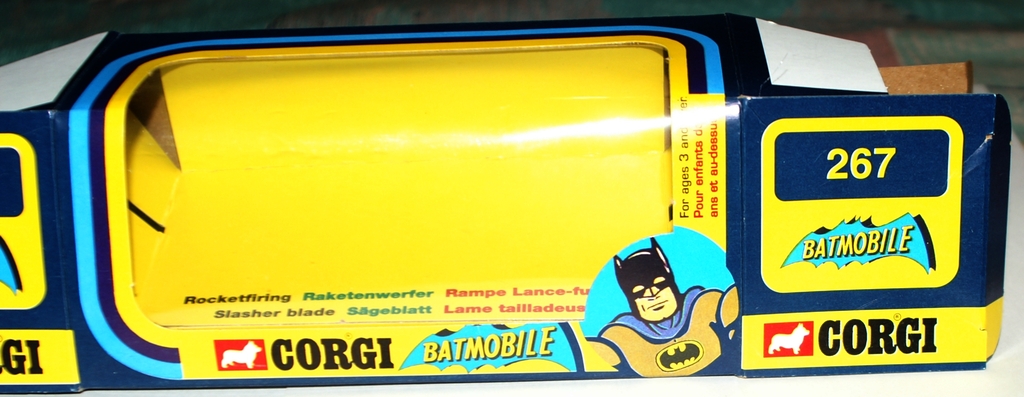 For ages 3 and
Pour enfants
ans et au-dessus
Rocketfiring Raketenwerfer Rampe Lance-fu
Slasher blade Sägeblatt Lame tailladeus
CORGI BATMOBILE
267
BATMOBILE
CORGI
GI